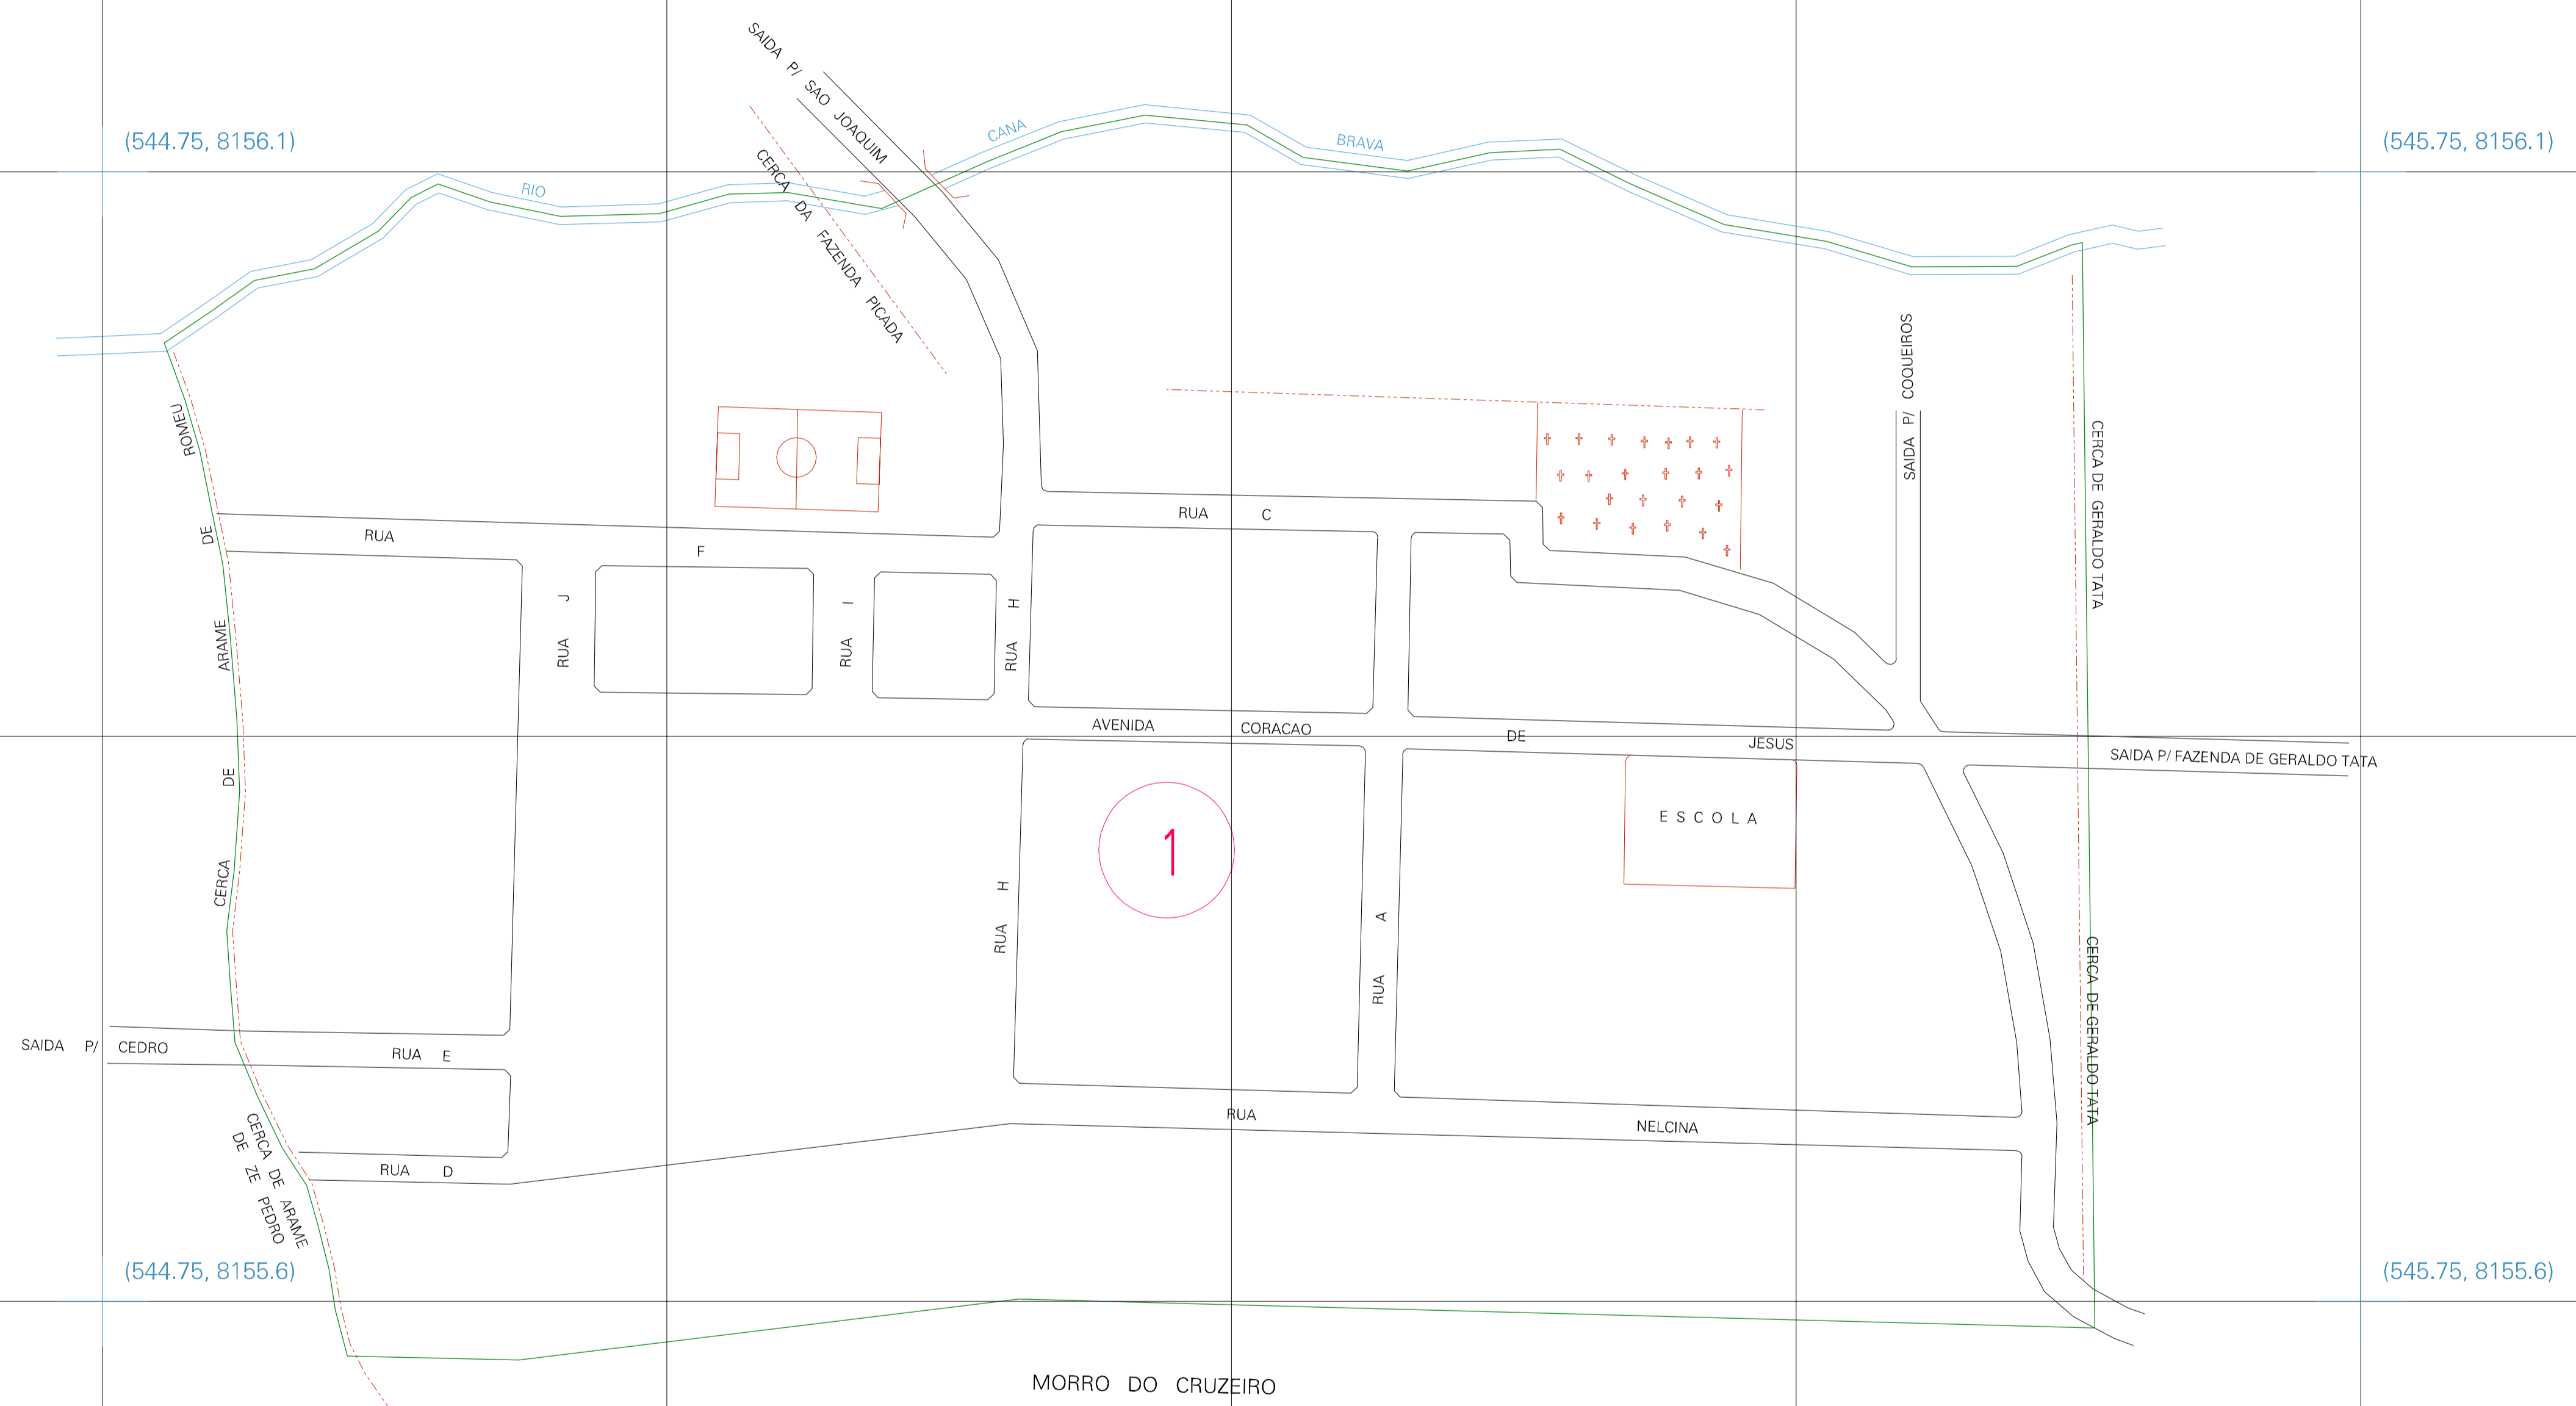 SAIDA P/ SAO JOAQUIM
CANA
BRAVA
(544.75, 8156.1)
(545.75, 8156.1)
CERCA DA FAZENDA PICADA
RIO
SAIDA P/ COQUEIROS
ROMEU
DE
ARAME
DE
CERCA
CERCA DE GERALDO TATA
RUA C
RUA F
RUA J
RUA I
RUA H
AVENIDA CORACAO DE JESUS
SAIDA P/ FAZENDA DE GERALDO TATA
ESCOLA
1
RUA H
RUA A
CERCA DE GERALDO TATA
SAIDA P/ CEDRO
RUA E
RUA NELCINA
CERCA DE ARAME
DE ZE PEDRO
RUA D
(544.75, 8155.6)
(545.75, 8155.6)
MORRO DO CRUZEIRO